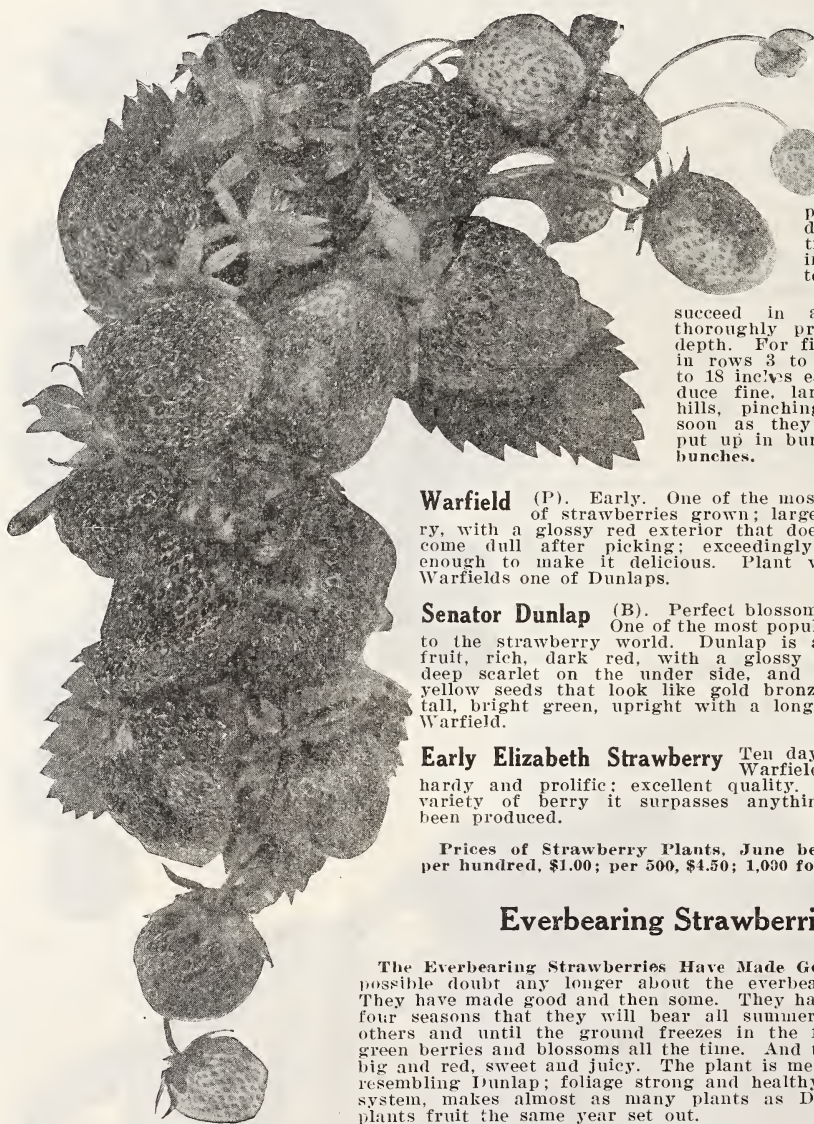 succeed in a
thoroughly pr
depth. For fi
in rows 3 to
to 18 e
duce fine, lar
hills, pinching
soon as they
put up in bun
bunches.
Warfield (P). Early. One of the mos
of strawberries grown; large
ry, with a glossy red exterior that doe
come dull after picking; exceedingly
enough to make it delicious. Plant
Warfields one of Dunlaps.
Senator Dunlap (B). Perfect blossom
One of the most popul
to the strawberry world. Dunlap is a
fruit, rich, dark red, with a glossy
deep scarlet on the under side, and
yellow seeds that look like gold bronz
tall, bright green, upright with a long
Warfield.
Early Elizabeth Strawberry Ten day
Warfield
hardy and prolific; excellent quality.
variety of berry it surpasses anythin
been produced.
Prices of Strawberry Plants, June be
per hundred, $1.00; per 500, $4.50; 1,000 fo
Everbearing Strawberri
The Everbearing Strawberries Have Made Go
possible doubt any longer about the everbea
They have made good and then some. They ha
four seasons that they will bear all summer
others and until the ground freezes in the
green berries and blossoms all the time. And
big and red, sweet and juicy. The plant is me
resembling Dunlap; foliage strong and healthy
system, makes almost as many plants as D
plants fruit the same year set out.